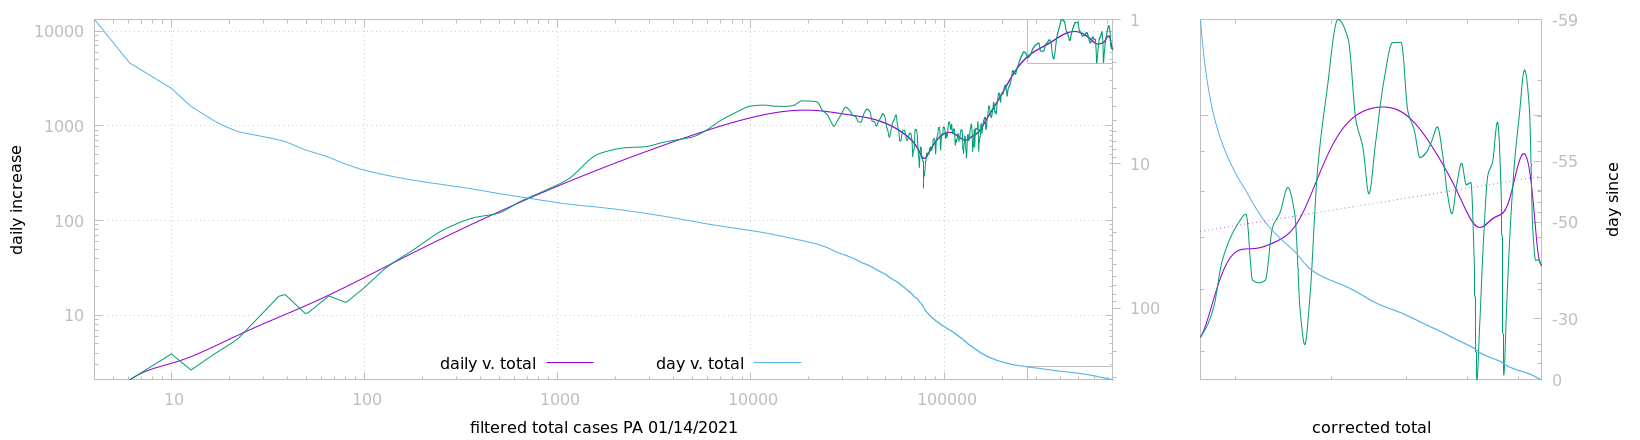 10000
1000
100
10
daily increase
1
10
100
-59
-55
-50
-30
0
day since
daily v. total
day v. total
10
100
1000
10000
100000
filtered total cases PA 01/14/2021
corrected total